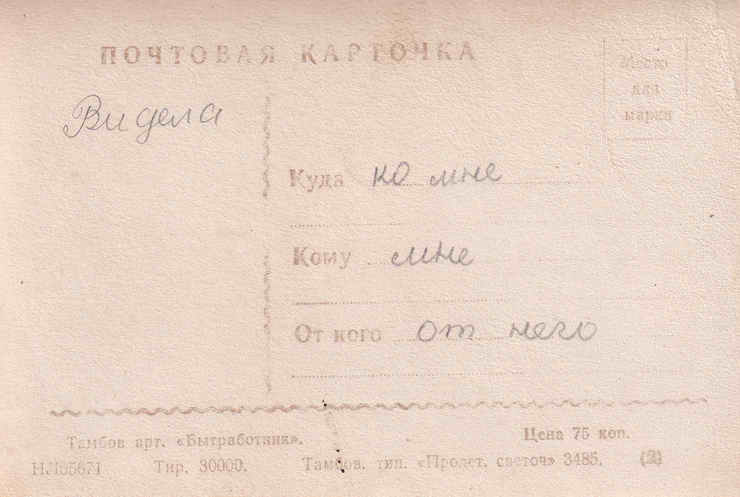 ПОЧТОВАЯ КАРТОЧКА
Место
для
марки
Видела
Куда ко мне
Кому мне
От кого от него
Тамбов арт. «Бытработник».
Цена 75 коп.
НЛ05671 Тир. 30000. Тамбов, тип. «Пролет. светоч» 3485. (2)